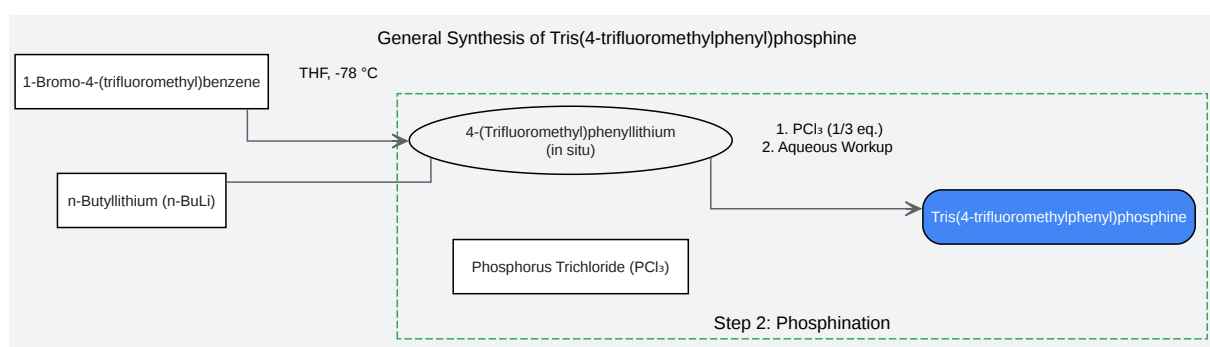 General Synthesis of Tris(4-trifluoromethylphenyl)phosphine
1-Bromo-4-(trifluoromethyl)benzene
THF, -78 °C
4-(Trifluoromethyl)phenyllithium
(in situ)
1. PCl₃ (1/3 eq.)
2. Aqueous Workup
n-Butyllithium (n-BuLi)
Tris(4-trifluoromethylphenyl)phosphine
Phosphorus Trichloride (PCl₃)
Step 2: Phosphination